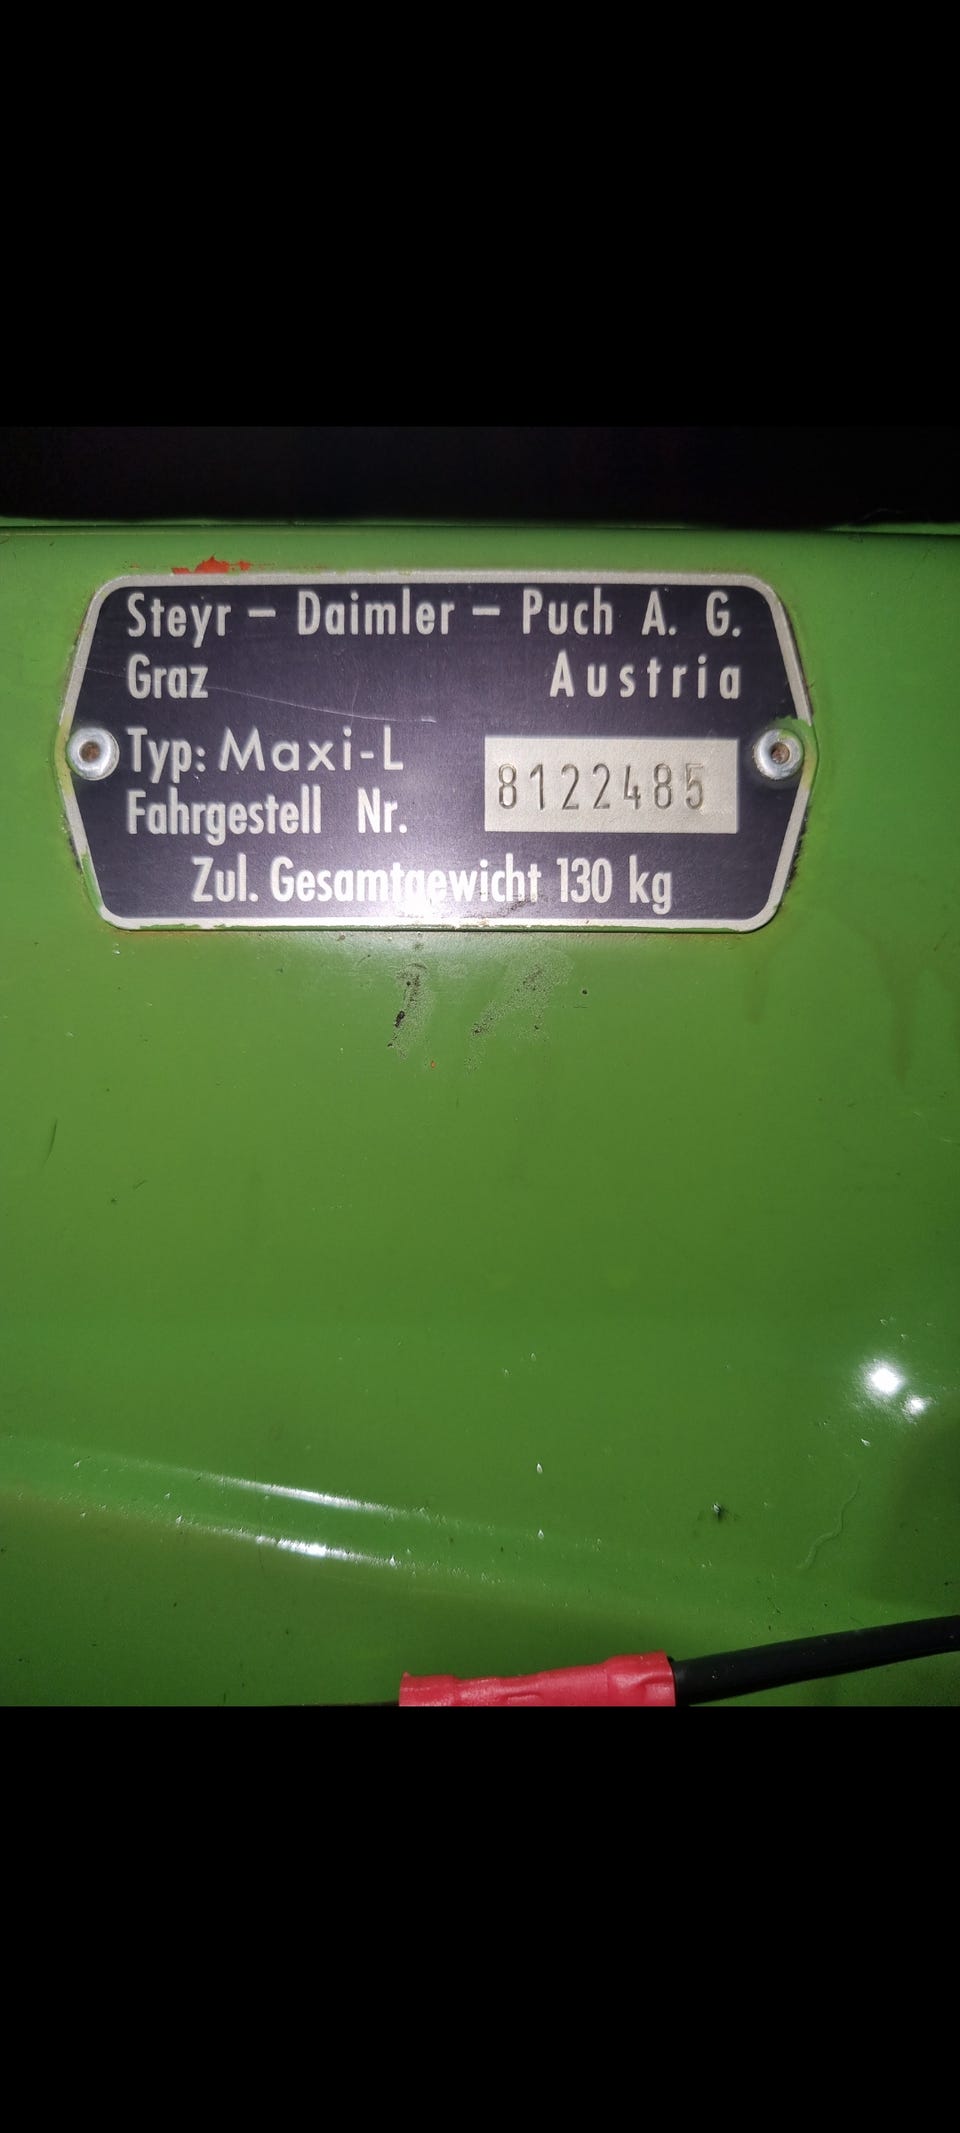 Steyr – Daimler – Puch A. G.
Graz Austria
Typ: Maxi-L
Fahrgestell Nr. 8122485
Zul. Gesamtgewicht 130 kg